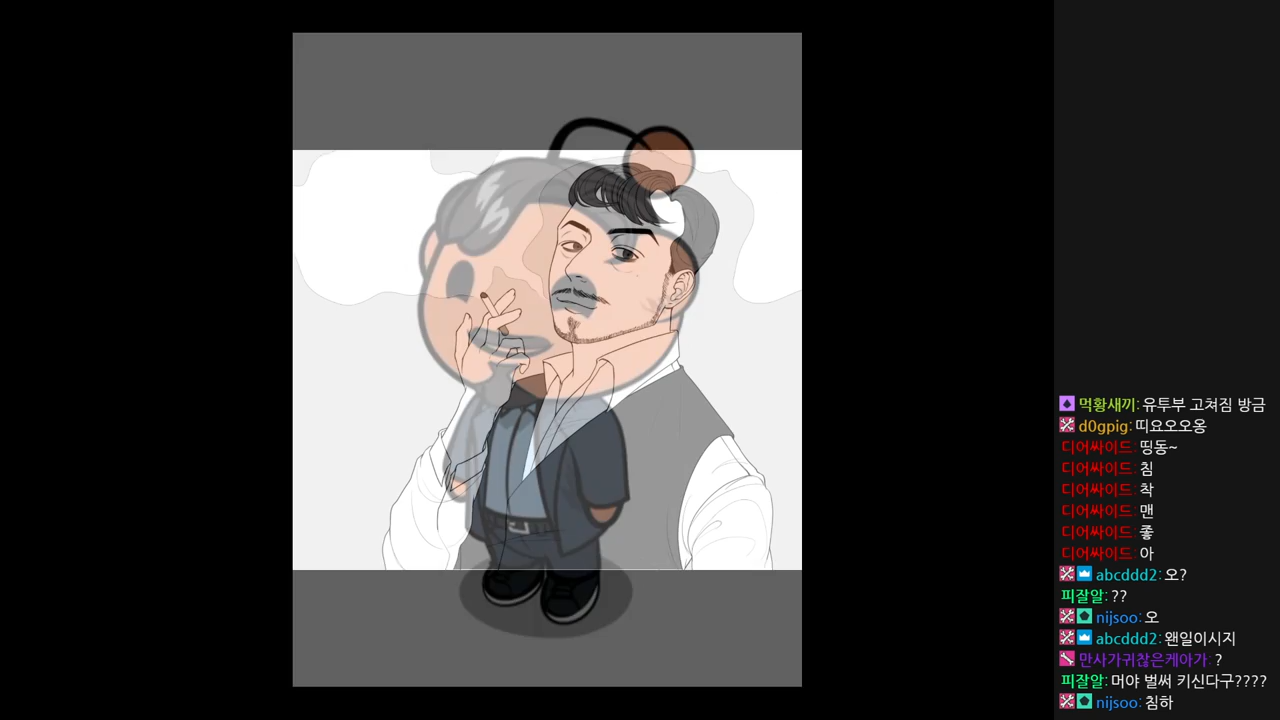 먹황새끼: 유투부 고쳐짐 방금
d0gpig: 띠요오오옹
디어싸이드: 띵동~
디어싸이드: 침
디어싸이드: 착
디어싸이드: 맨
디어싸이드: 좋
디어싸이드: 아
abcddd2: 오?
피잘알: ??
nijsoo: 오
abcddd2: 왠일이시지
만사가귀찮은케아가: ?
피잘알: 머야 벌써 키신다구????
nijsoo: 침하